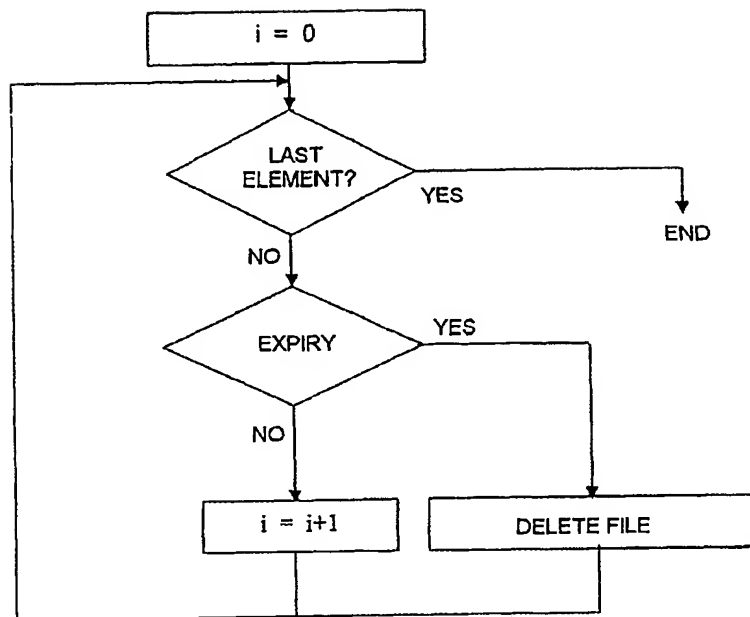 i = 0
LAST
ELEMENT?
YES
END
NO
EXPIRY
YES
NO
i = i+1
DELETE FILE